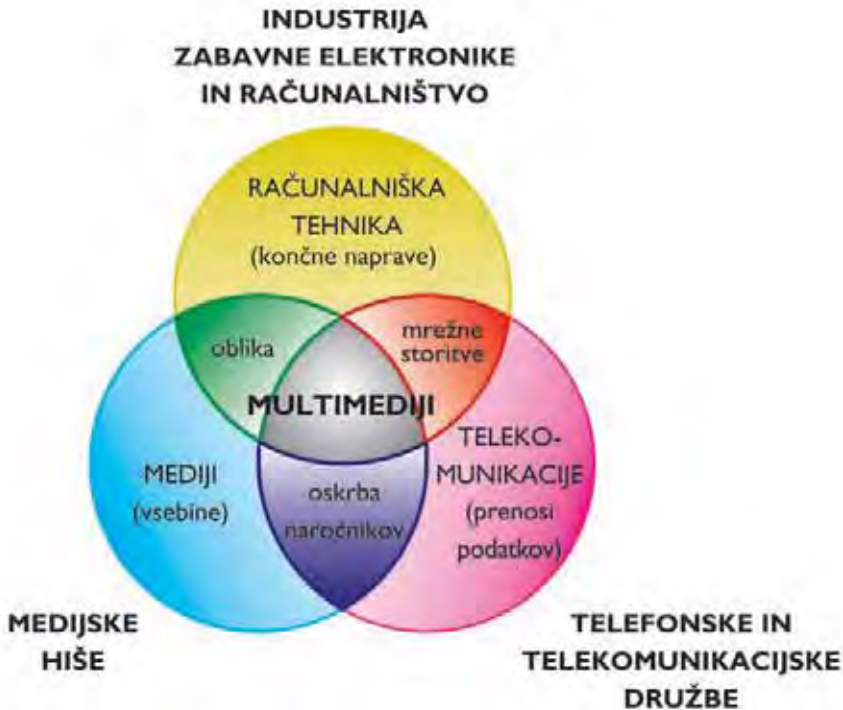 INDUSTRIJA
ZABAVNE ELEKTRONIKE
IN RAČUNALNIŠTVO
RAČUNALNIŠKA
TEHNIKA
(končne naprave)
oblika
mrežne
storitve
MULTIMEDIJI
MEDIJI
(vsebine)
oskrba
naročnikov
TELEKO-
MUNIKACIJE
(prenosi
podatkov)
MEDIJSKE
HIŠE
TELEFONSKE IN
TELEKOMUNIKACIJSKE
DRUŽBE